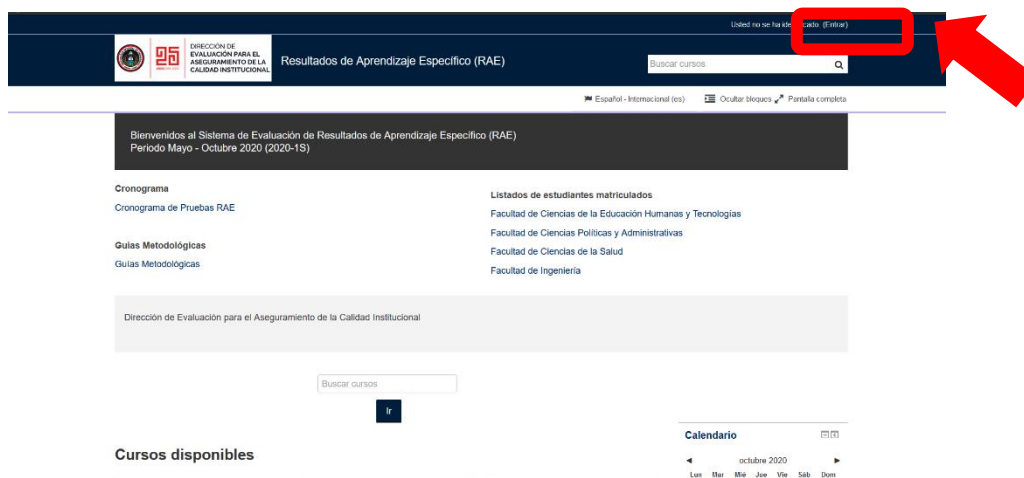 Usted no se ha identificado. (Entrar)
DIRECCIÓN DE
EVALUACIÓN PARA EL
ASEGURAMIENTO DE LA
CALIDAD INSTITUCIONAL
Resultados de Aprendizaje Específico (RAE)
Buscar cursos
Español - Internacional (es)
Ocultar bloques
Pantalla completa
Bienvenidos al Sistema de Evaluación de Resultados de Aprendizaje Específico (RAE)
Periodo Mayo - Octubre 2020 (2020-1S)
Cronograma
Cronograma de Pruebas RAE
Guías Metodológicas
Guías Metodológicas
Listados de estudiantes matriculados
Facultad de Ciencias de la Educación Humanas y Tecnologías
Facultad de Ciencias Políticas y Administrativas
Facultad de Ciencias de la Salud
Facultad de Ingeniería
Dirección de Evaluación para el Aseguramiento de la Calidad Institucional
Buscar cursos
Ir
Cursos disponibles
Calendario
octubre 2020
Lun Mar Mié Jue Vie Sáb Dom